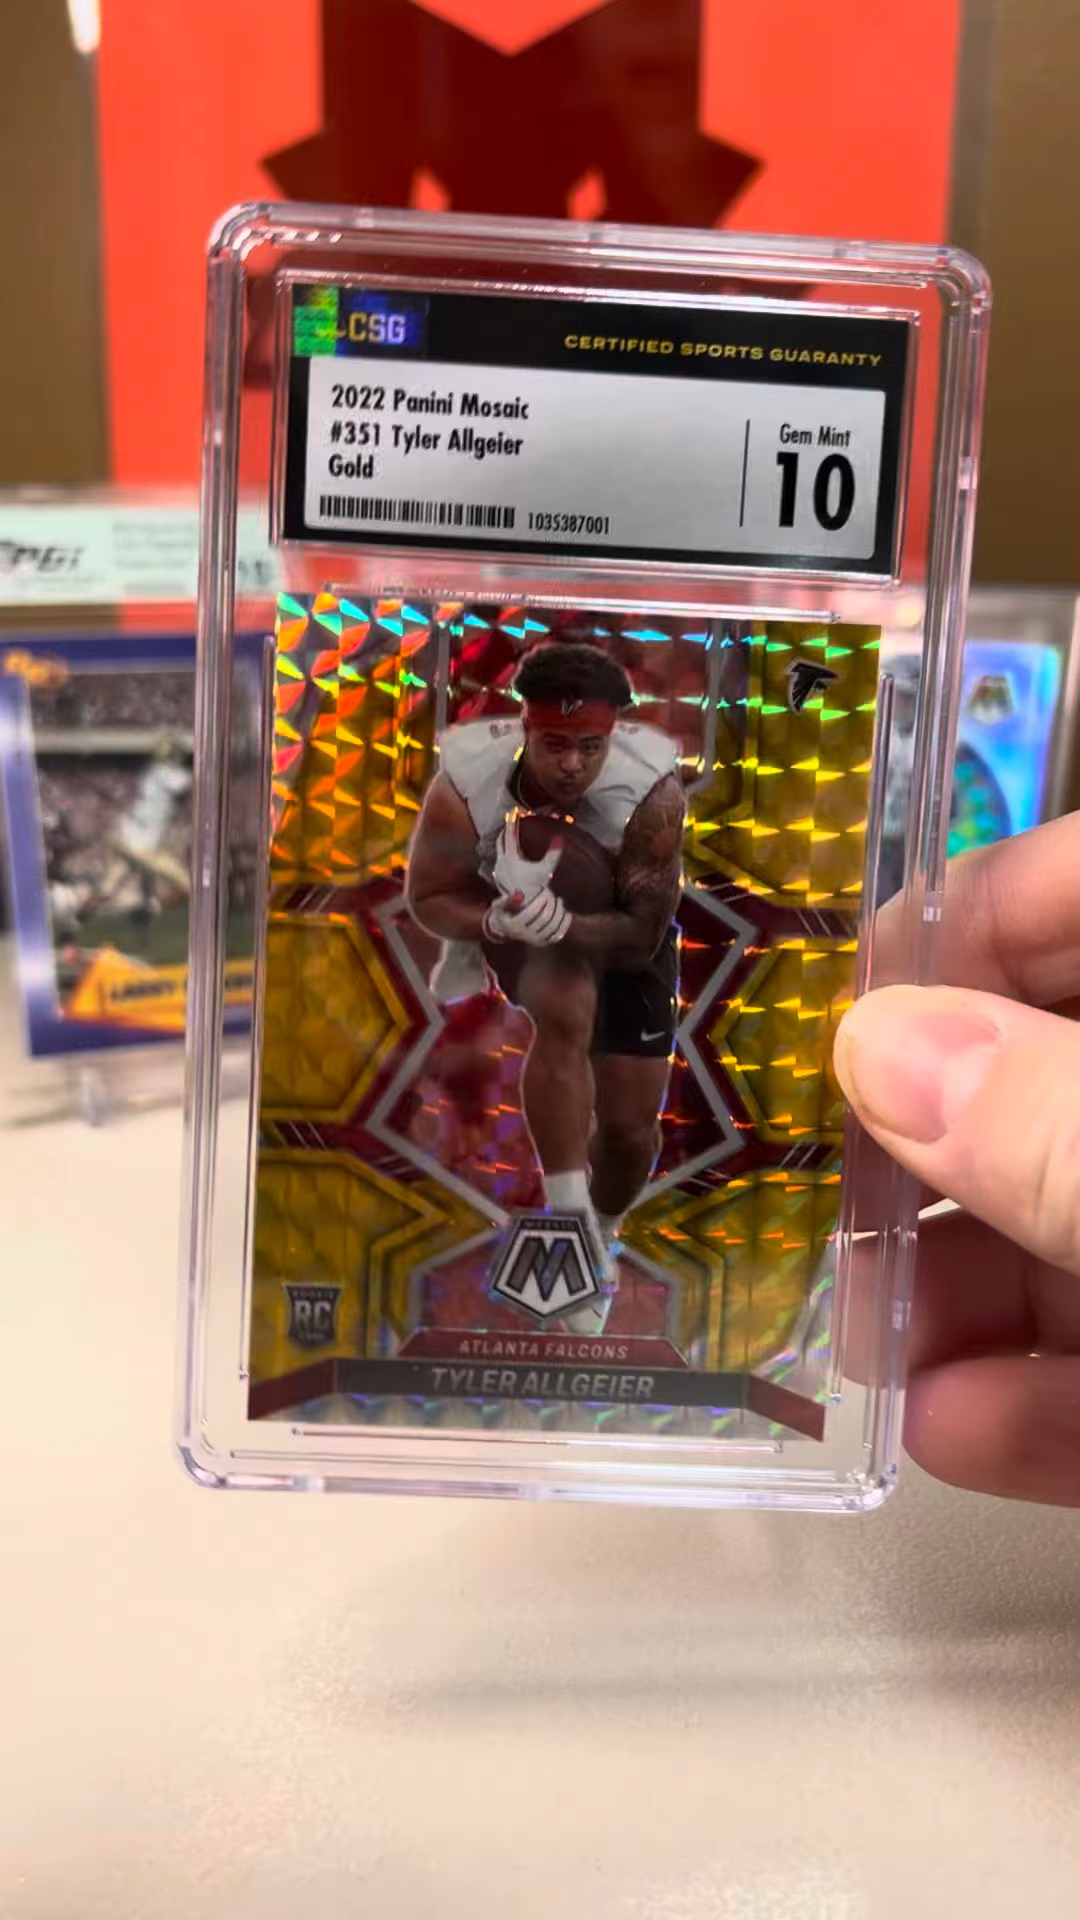 CSG
CERTIFIED SPORTS GUARANTY
2022 Panini Mosaic
#351 Tyler Allgeier
Gold
Gem Mint
10
1035387001
MOSAIC
M
ROOKIE
RC
ATLANTA FALCONS
TYLER ALLGEIER